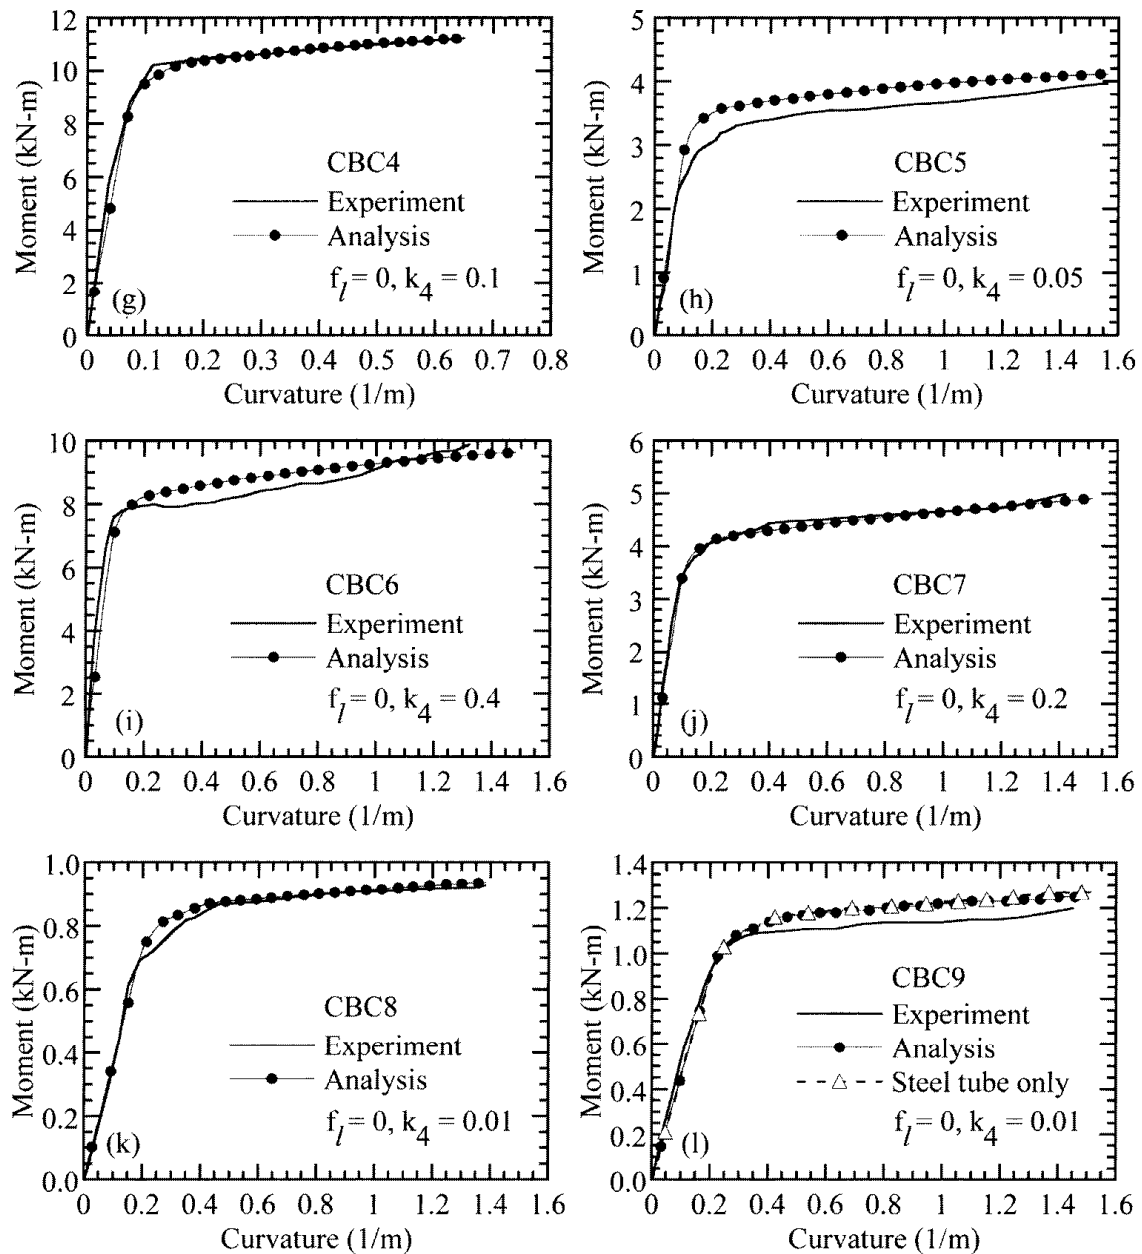 12
10
8
6
4
2
0
Moment (kN-m)
CBC4
Experiment
Analysis
f_l = 0, k_4 = 0.1
(g)
0 0.1 0.2 0.3 0.4 0.5 0.6 0.7 0.8
Curvature (1/m)
5
4
3
2
1
0
Moment (kN-m)
CBC5
Experiment
Analysis
f_l = 0, k_4 = 0.05
(h)
0 0.2 0.4 0.6 0.8 1 1.2 1.4 1.6
Curvature (1/m)
10
8
6
4
2
0
Moment (kN-m)
CBC6
Experiment
Analysis
f_l = 0, k_4 = 0.4
(i)
0 0.2 0.4 0.6 0.8 1 1.2 1.4 1.6
Curvature (1/m)
6
5
4
3
2
1
0
Moment (kN-m)
CBC7
Experiment
Analysis
f_l = 0, k_4 = 0.2
(j)
0 0.2 0.4 0.6 0.8 1 1.2 1.4 1.6
Curvature (1/m)
1.0
0.8
0.6
0.4
0.2
0.0
Moment (kN-m)
CBC8
Experiment
Analysis
f_l = 0, k_4 = 0.01
(k)
0 0.2 0.4 0.6 0.8 1 1.2 1.4 1.6
Curvature (1/m)
1.4
1.2
1.0
0.8
0.6
0.4
0.2
0.0
Moment (kN-m)
CBC9
Experiment
Analysis
Steel tube only
f_l = 0, k_4 = 0.01
(l)
0 0.2 0.4 0.6 0.8 1 1.2 1.4 1.6
Curvature (1/m)